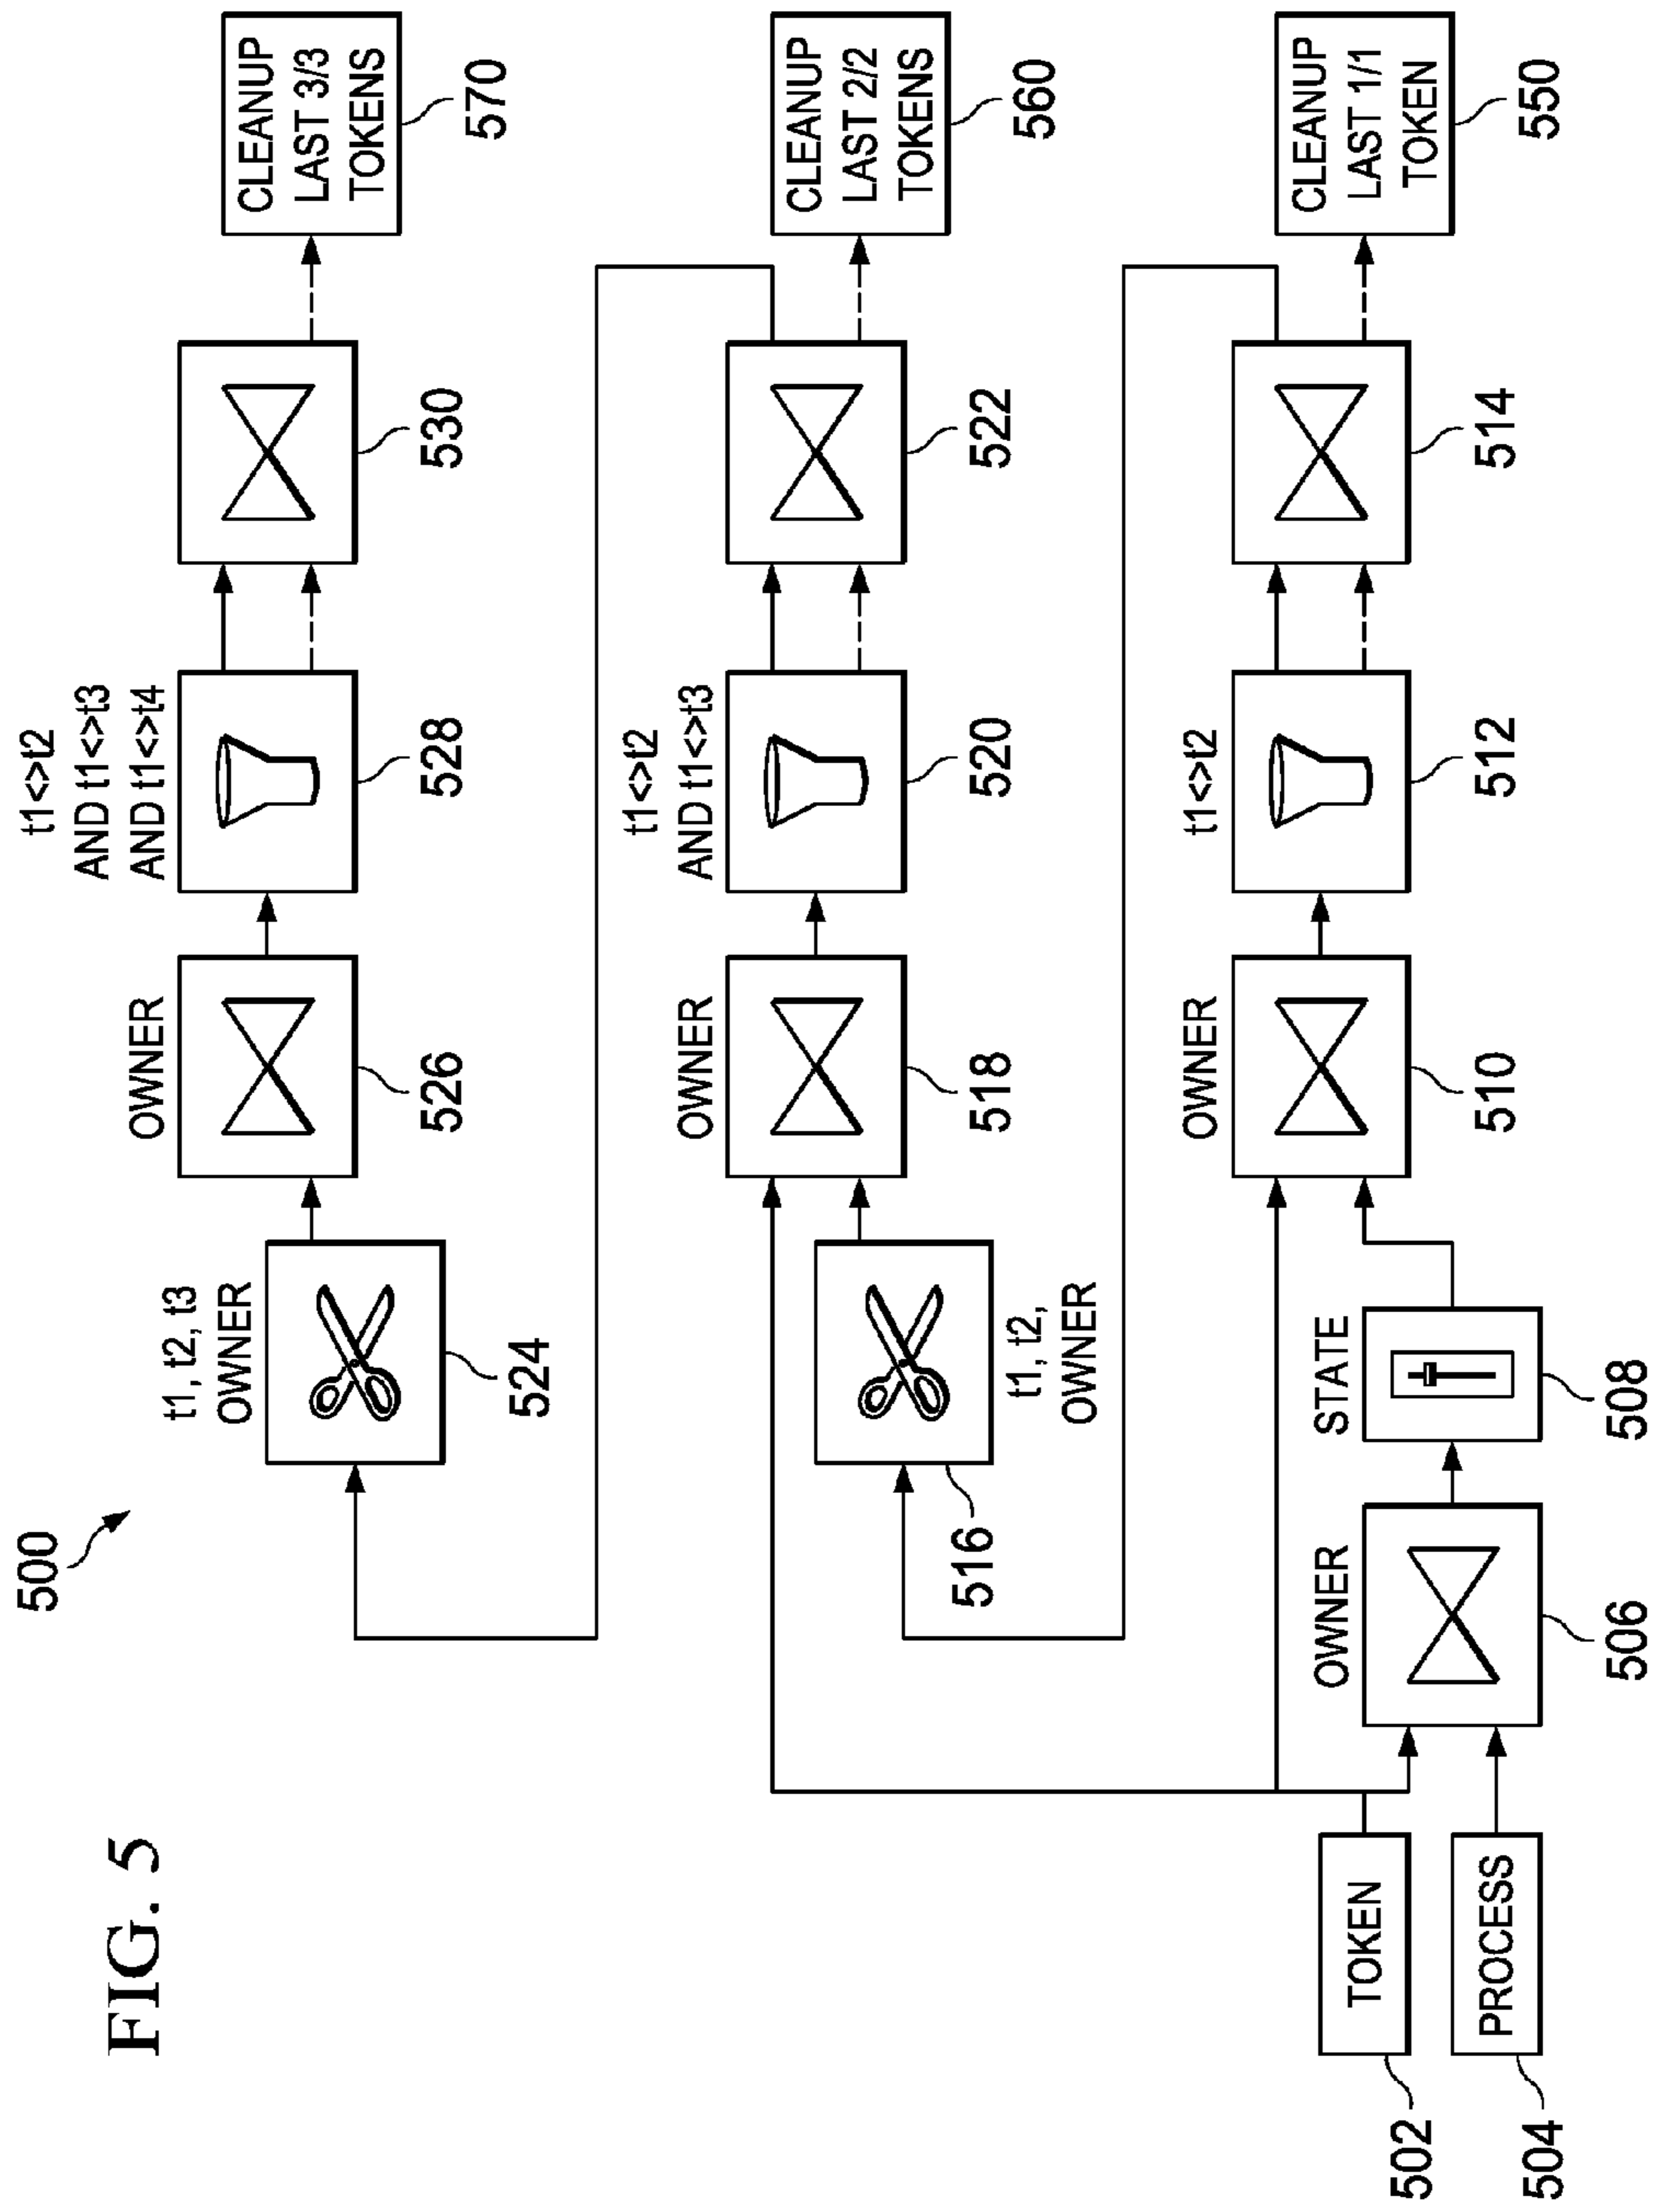 FIG. 5
500
t1<>t2
AND t1<>t3
AND t1<>t4
t1, t2, t3
OWNER
OWNER
CLEANUP
LAST 3/3
TOKENS
524
526
528
530
570
t1<>t2
AND t1<>t3
OWNER
CLEANUP
LAST 2/2
TOKENS
516
t1, t2,
OWNER
518
520
522
560
t1<>t2
OWNER
CLEANUP
LAST 1/1
TOKEN
510
512
514
550
OWNER
STATE
TOKEN
PROCESS
502
504
506
508